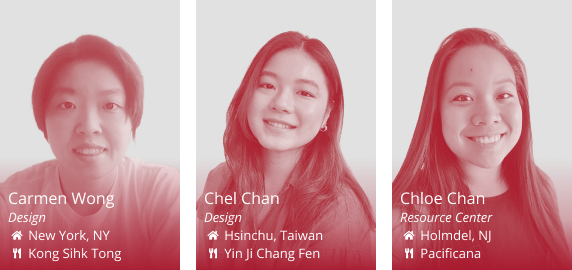 Carmen Wong
Design
New York, NY
Kong Sihk Tong
Chel Chan
Design
Hsinchu, Taiwan
Yin Ji Chang Fen
Chloe Chan
Resource Center
Holmdel, NJ
Pacificana